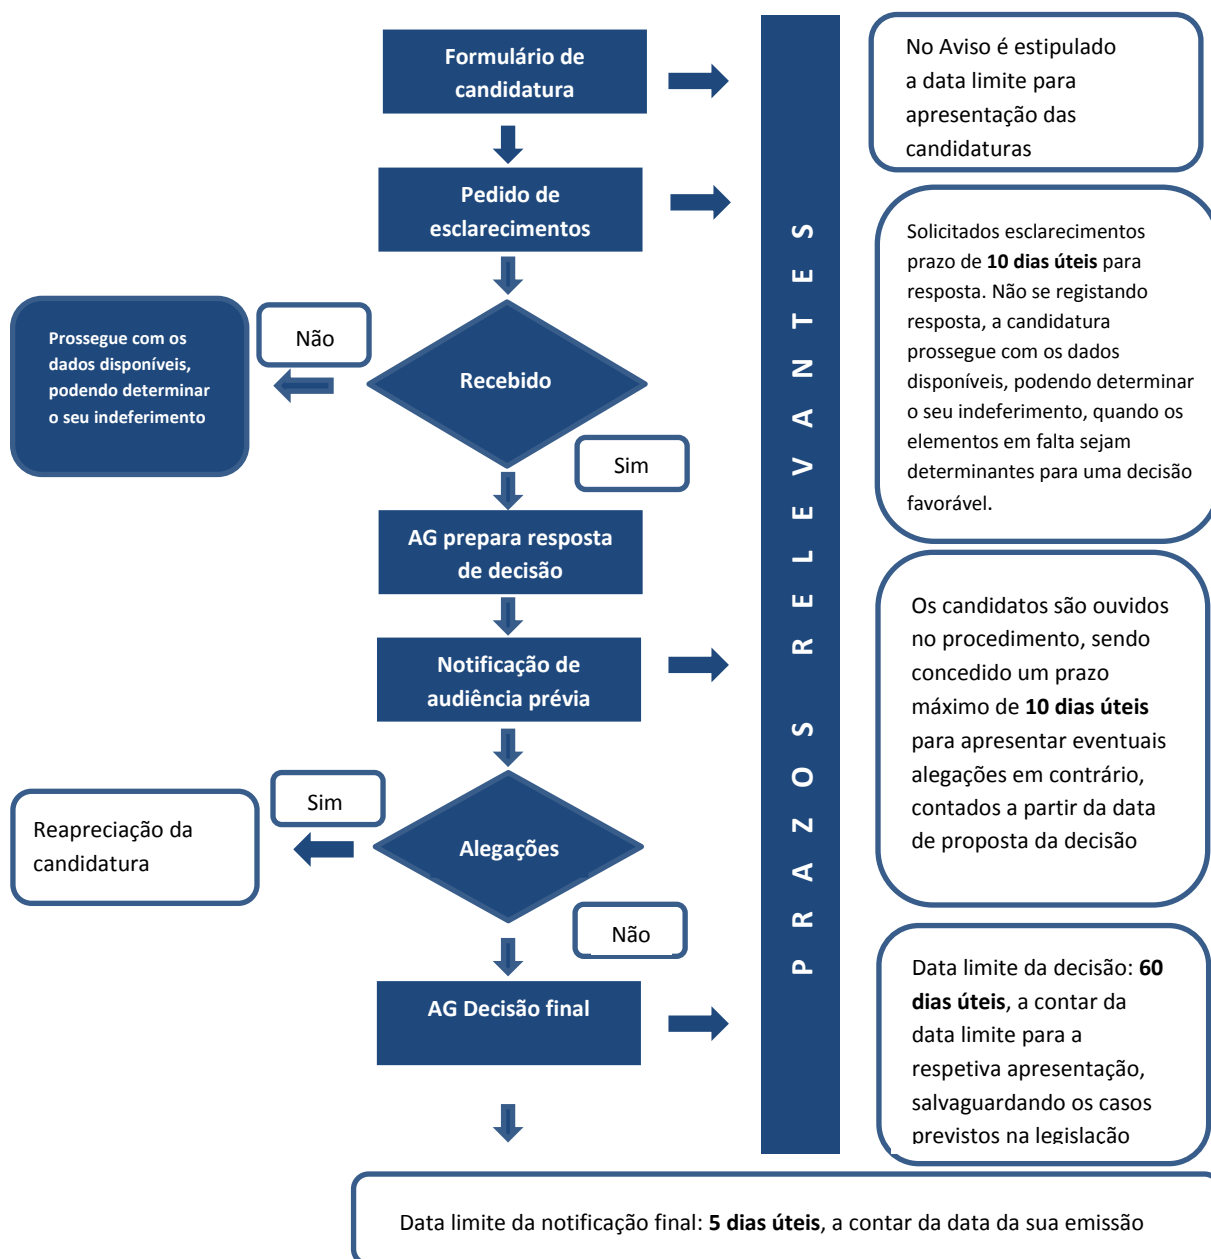 Formulário de
candidatura
No Aviso é estipulado
a data limite para
apresentação das
candidaturas
Pedido de
esclarecimentos
Solicitados esclarecimentos
prazo de 10 dias úteis para
resposta. Não se registando
resposta, a candidatura
prossegue com os dados
disponíveis, podendo determinar
o seu indeferimento, quando os
elementos em falta sejam
determinantes para uma decisão
favorável.
Não
Prossegue com os
dados disponíveis,
podendo determinar
o seu indeferimento
Recebido
Sim
AG prepara resposta
de decisão
Notificação de
audiência prévia
Os candidatos são ouvidos
no procedimento, sendo
concedido um prazo
máximo de 10 dias úteis
para apresentar eventuais
alegações em contrário,
contados a partir da data
de proposta da decisão
Sim
Reapreciação da
candidatura
Alegações
Não
AG Decisão final
Data limite da decisão: 60
dias úteis, a contar da
data limite para a
respetiva apresentação,
salvaguardando os casos
previstos na legislação
PRAZOS RELEVANTES
Data limite da notificação final: 5 dias úteis, a contar da data da sua emissão